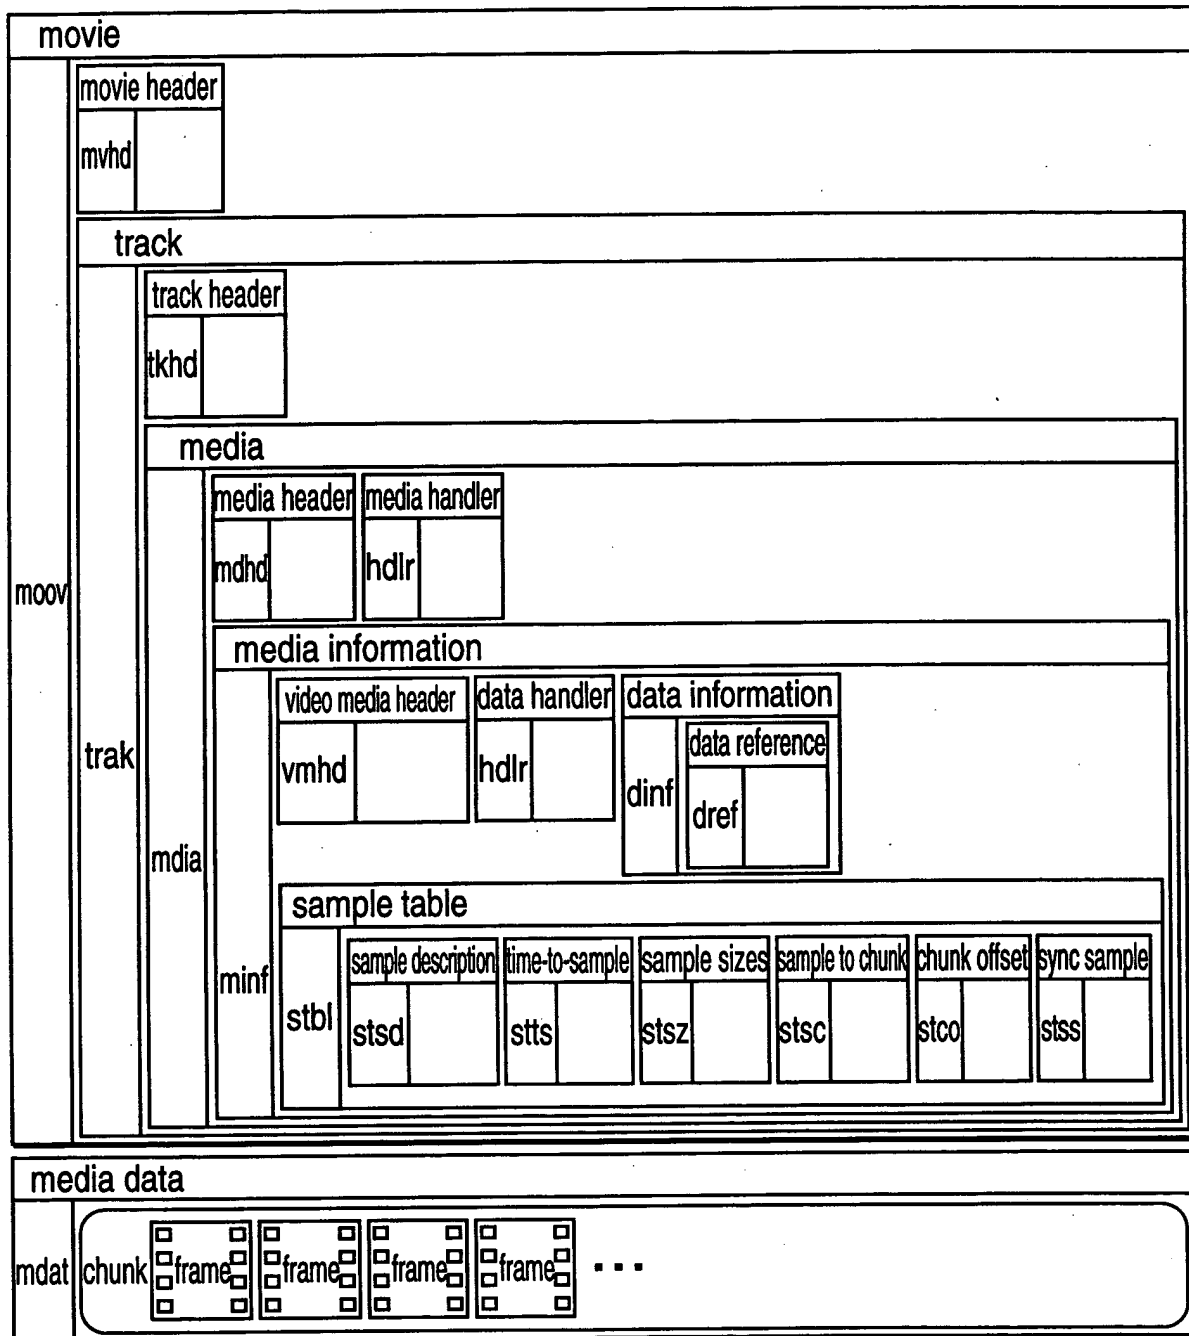 movie
movie header
mvhd
track
track header
tkhd
media
media header media handler
mdhd hdlr
moov
media information
video media header data handler data information
data reference
trak
vmhd hdlr dinf dref
mdia
sample table
sample description time-to-sample sample sizes sample to chunk chunk offset sync sample
minf
stbl stsd stts stsz stsc stco stss
media data
mdat chunk frame frame frame frame ...